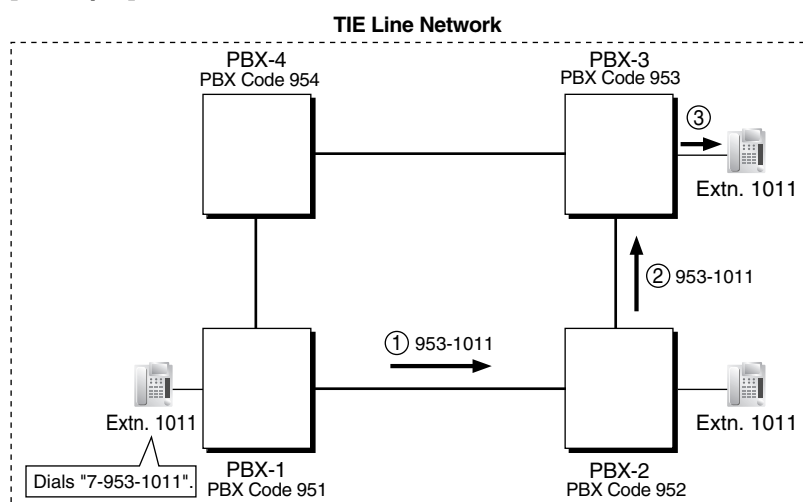 TIE Line Network
PBX-4
PBX Code 954
PBX-3
PBX Code 953
③
Extn. 1011
② 953-1011
① 953-1011
Extn. 1011
Extn. 1011
Dials "7-953-1011".
PBX-1
PBX Code 951
PBX-2
PBX Code 952